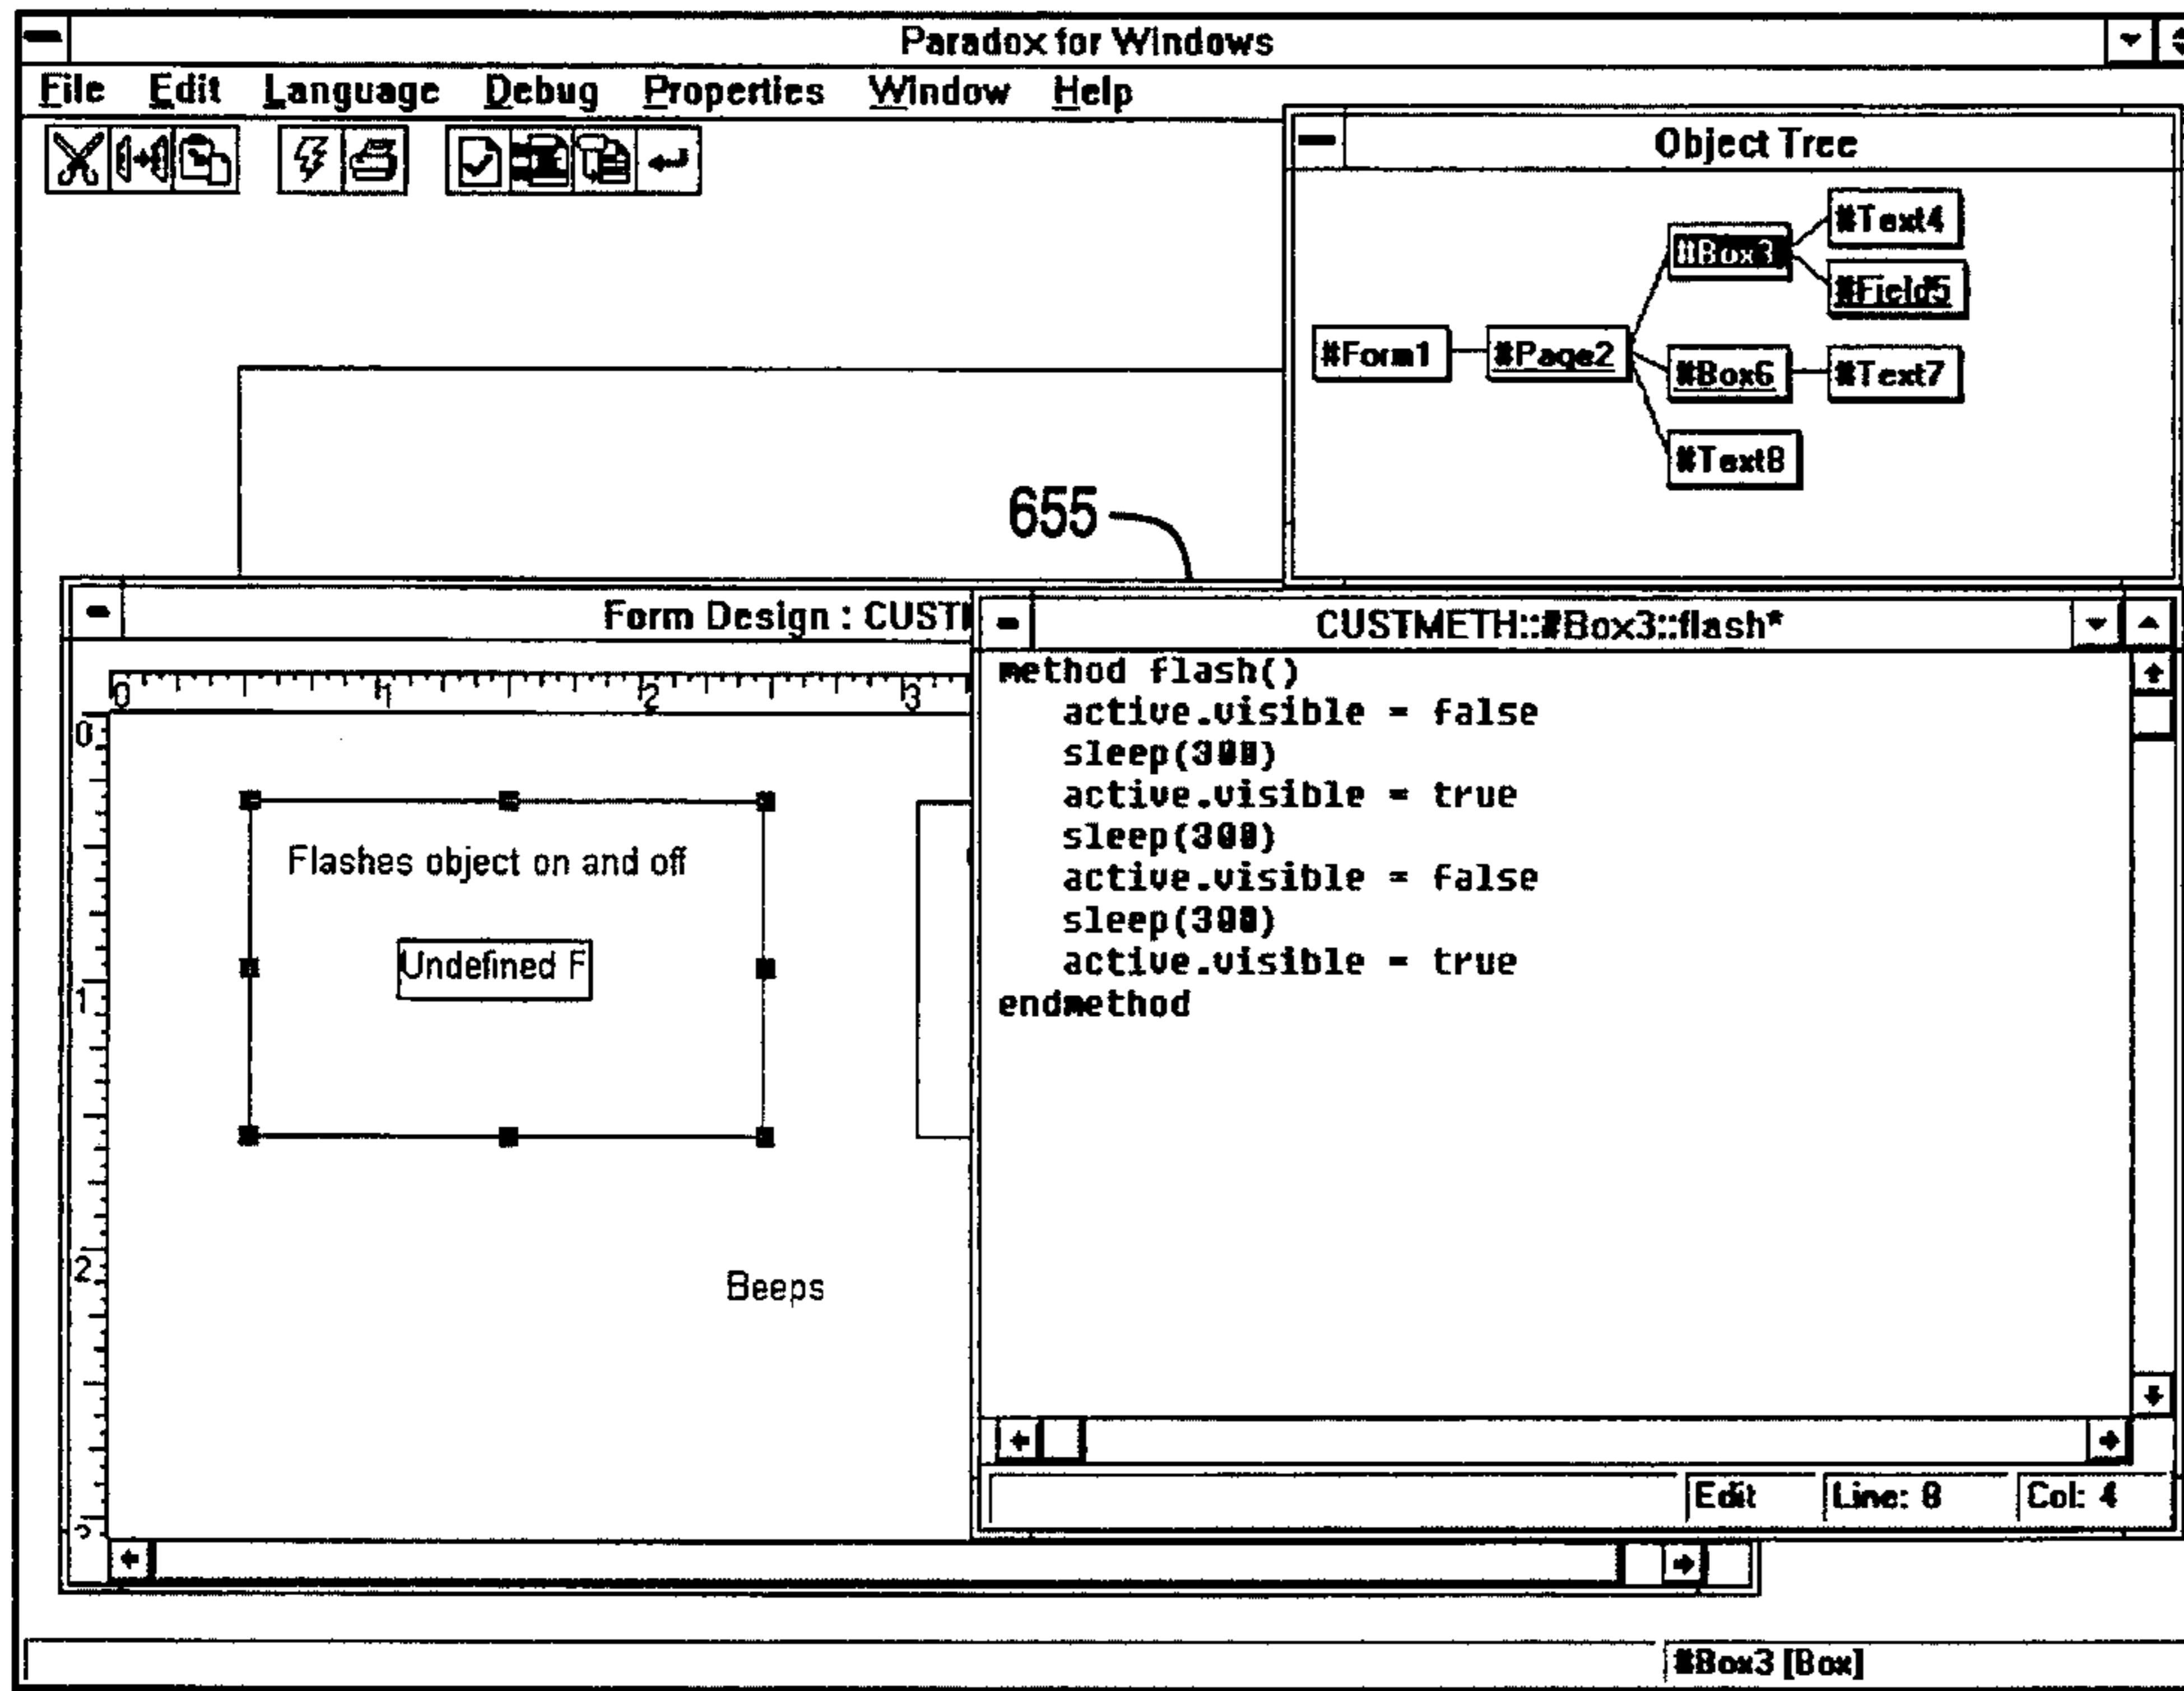 Paradox for Windows
File Edit Language Debug Properties Window Help
Object Tree
#Text4
#Box3
#Field5
#Form1 #Page2
#Box6 #Text7
#Text8
655
Form Design : CUSTM
0 1 2 3
0
1
2
3
Flashes object on and off
Undefined F
Beeps
CUSTMETH::#Box3::flash*
method flash()
active.visible = false
sleep(300)
active.visible = true
sleep(300)
active.visible = false
sleep(300)
active.visible = true
endmethod
Edit Line: 8 Col: 4
#Box3 [Box]